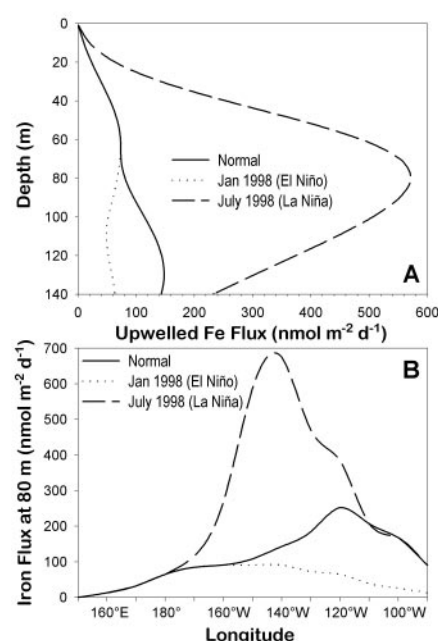 0
20
40
60
80
100
120
140
Depth (m)
Normal
Jan 1998 (El Niño)
July 1998 (La Niña)
A
0 100 200 300 400 500 600
Upwelled Fe Flux (nmol m⁻² d⁻¹)
700
600
500
400
300
200
100
0
Iron Flux at 80 m (nmol m⁻² d⁻¹)
Normal
Jan 1998 (El Niño)
July 1998 (La Niña)
B
160°E 180° 160°W 140°W 120°W 100°W
Longitude